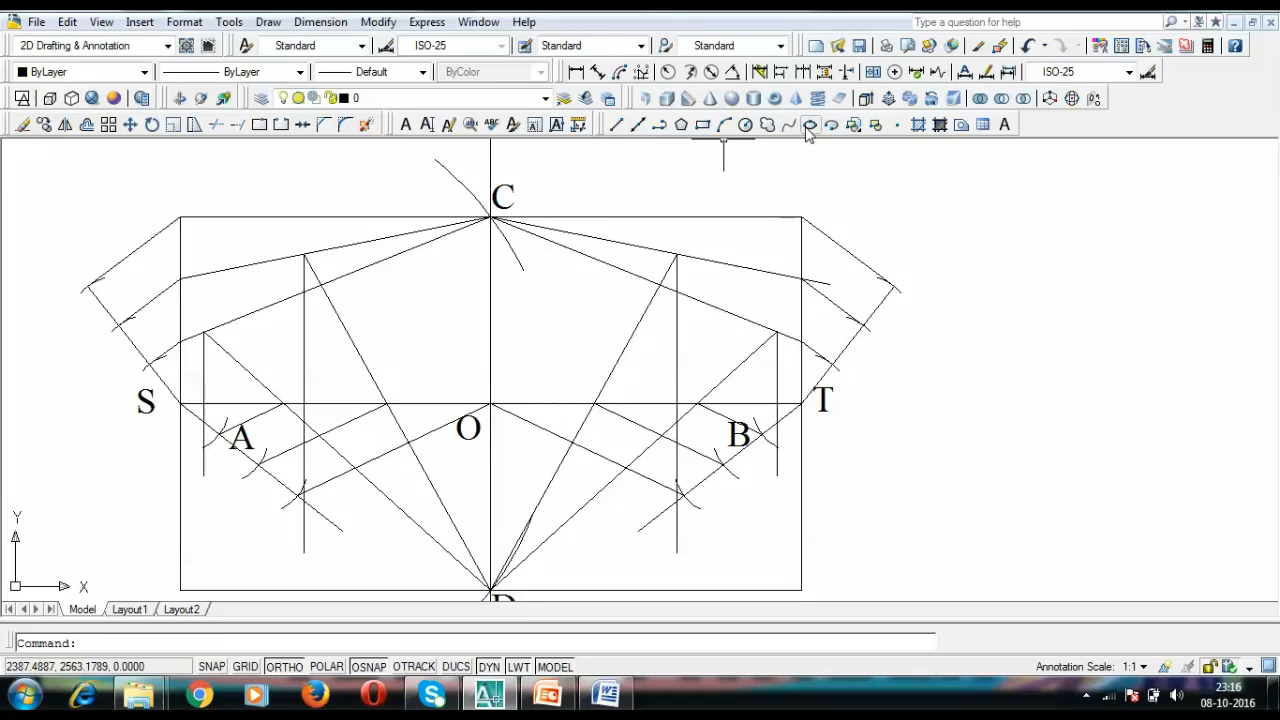 File Edit View Insert Format Tools Draw Dimension Modify Express Window Help Type a question for help
2D Drafting & Annotation Standard ISO-25 Standard Standard
ByLayer ByLayer Default ByColor ISO-25
0
A A ABC A A
C
S T
O
A B
D
Y
X
Model Layout1 Layout2
Command:
2387.4887, 2563.1789, 0.0000 SNAP GRID ORTHO POLAR OSNAP OTRACK DUCS DYN LWT MODEL Annotation Scale: 1:1
23:16
08-10-2016